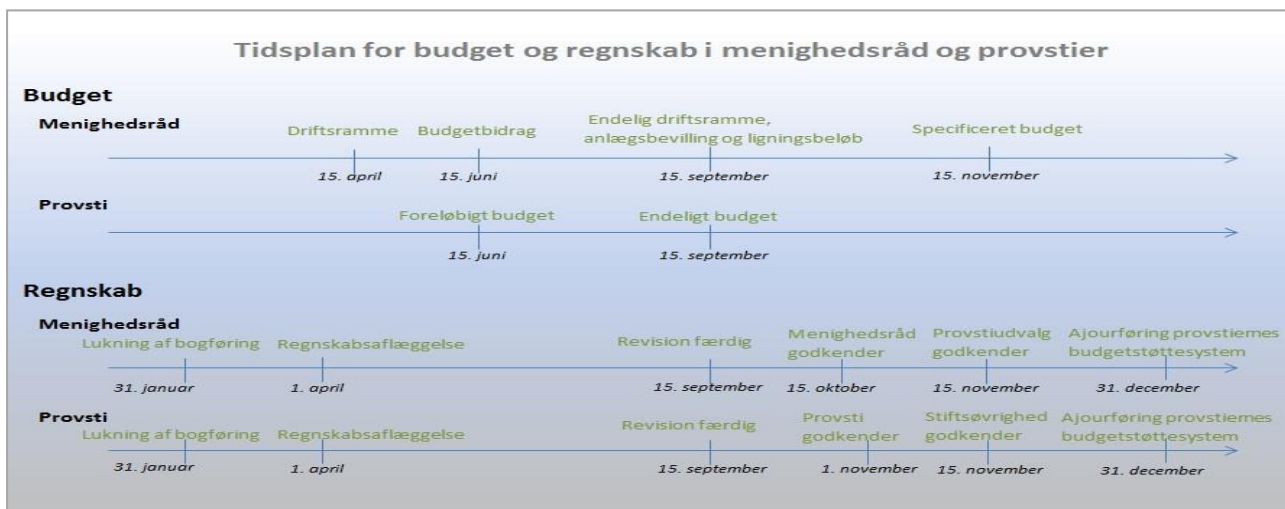 Tidsplan for budget og regnskab i menighedsråd og provstier
Budget
Menighedsråd
Driftsramme
Budgetbidrag
Endelig driftsramme,
anlægsbevilling og ligningsbeløb
Specificeret budget
15. april
15. juni
15. september
15. november
Provsti
Foreløbigt budget
Endeligt budget
15. juni
15. september
Regnskab
Menighedsråd
Lukning af bogføring
Regnskabsaflæggelse
Revision færdig
Menighedsråd
godkender
Provstiudvalg
godkender
Ajourføring provstiernes
budgetstøttesystem
31. januar
1. april
15. september
15. oktober
15. november
31. december
Provsti
Lukning af bogføring
Regnskabsaflæggelse
Revision færdig
Provsti
godkender
Stiftsøvrighed
godkender
Ajourføring provstiernes
budgetstøttesystem
31. januar
1. april
15. september
1. november
15. november
31. december